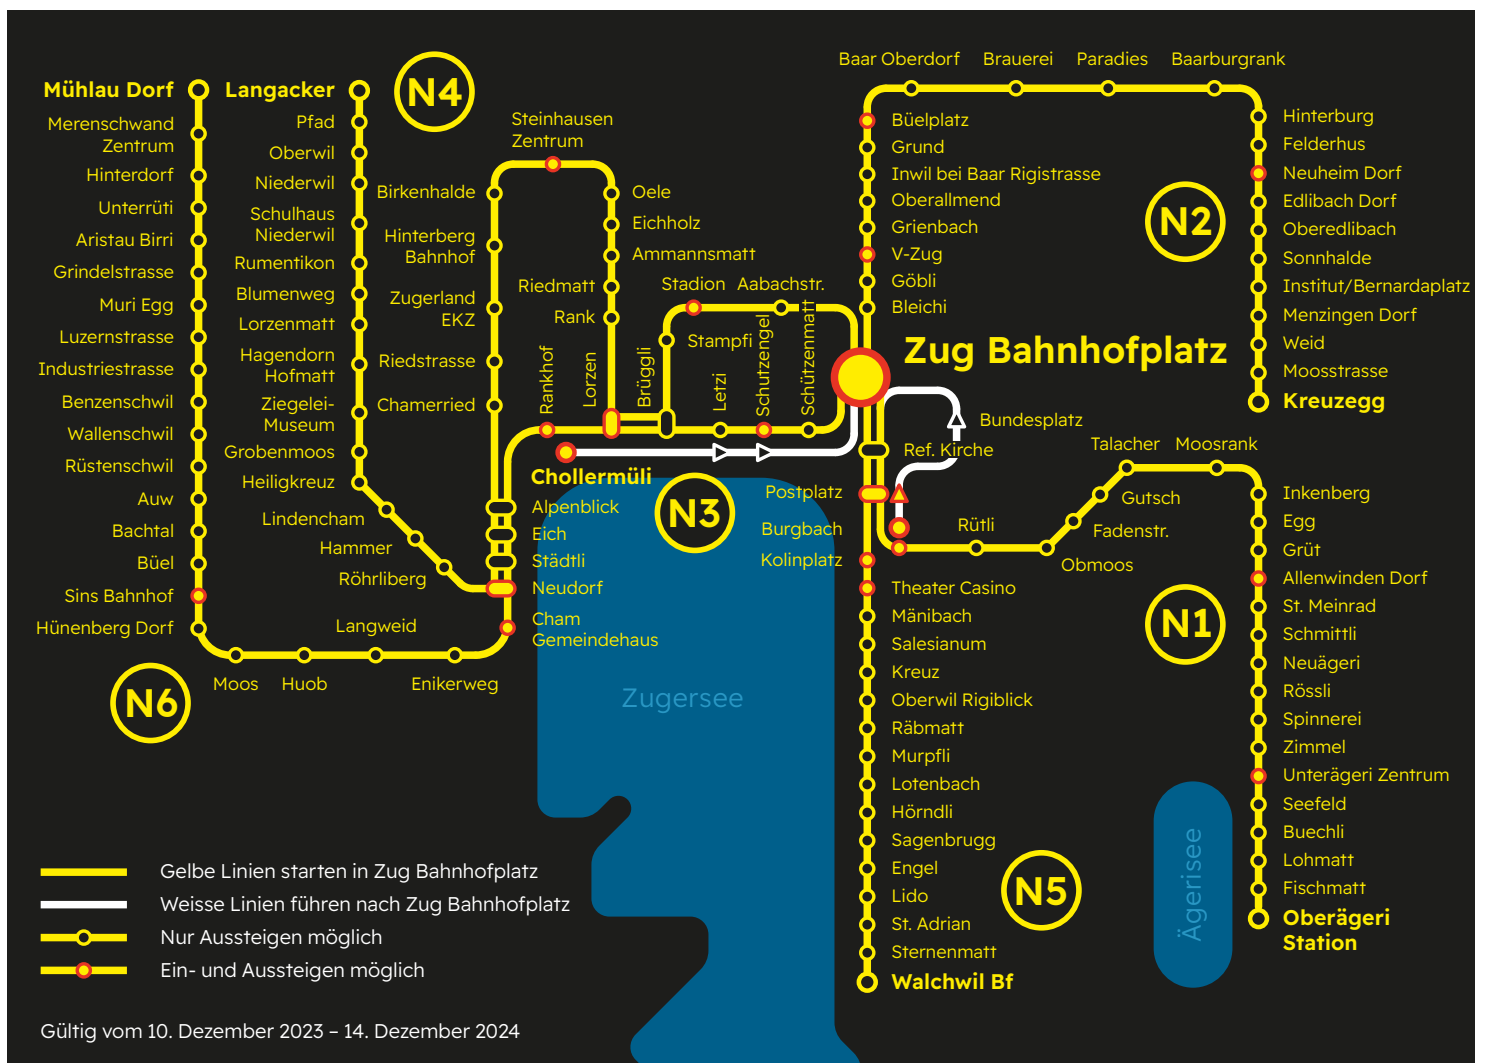 Mühlau Dorf
Merenschwand
Zentrum
Hinterdorf
Unterrüti
Aristau Birri
Grindelstrasse
Muri Egg
Luzernstrasse
Industriestrasse
Benzenschwil
Wallenschwil
Rüstenschwil
Auw
Bachtal
Büel
Sins Bahnhof
Hünenberg Dorf
N6
Moos
Huob
Langweid
Enikerweg
Langacker
N4
Pfad
Oberwil
Niederwil
Schulhaus
Niederwil
Rumentikon
Blumenweg
Lorzenmatt
Hagendorn
Hofmatt
Ziegelei-
Museum
Grobenmoos
Heiligkreuz
Lindencham
Hammer
Röhrliberg
Steinhausen
Zentrum
Birkenhalde
Hinterberg
Bahnhof
Zugerland
EKZ
Riedstrasse
Chamerried
Oele
Eichholz
Ammannsmatt
Riedmatt
Rank
Rankhof
Lorzen
Brüggli
Stadion
Aabachstr.
Stampfi
Letzi
Schutzengel
Schützenmatt
Chollermüli
N3
Alpenblick
Eich
Städtli
Neudorf
Cham
Gemeindehaus
Zugersee
Baar Oberdorf
Brauerei
Paradies
Baarburgrank
Büelplatz
Grund
Inwil bei Baar Rigistrasse
Oberallmend
Grienbach
V-Zug
Göbli
Bleichi
N2
Hinterburg
Felderhus
Neuheim Dorf
Edlibach Dorf
Oberedlibach
Sonnhalde
Institut/Bernardaplatz
Menzingen Dorf
Weid
Moosstrasse
Kreuzegg
Zug Bahnhofplatz
Bundesplatz
Ref. Kirche
Postplatz
Burgbach
Kolinplatz
Rütli
Obmoos
Fadenstr.
Gutsch
Talacher
Moosrank
Inkenberg
Egg
Grüt
Allenwinden Dorf
St. Meinrad
Schmittli
Neuägeri
Rössli
Spinnerei
Zimmel
Unterägeri Zentrum
Seefeld
Buechli
Lohmatt
Fischmatt
Oberägeri
Station
N1
Ägerisee
Theater Casino
Mänibach
Salesianum
Kreuz
Oberwil Rigiblick
Räbmatt
Murpfli
Lotenbach
Hörndli
Sagenbrugg
Engel
Lido
St. Adrian
Sternenmatt
Walchwil Bf
N5
Gelbe Linien starten in Zug Bahnhofplatz
Weisse Linien führen nach Zug Bahnhofplatz
Nur Aussteigen möglich
Ein- und Aussteigen möglich
Gültig vom 10. Dezember 2023 – 14. Dezember 2024